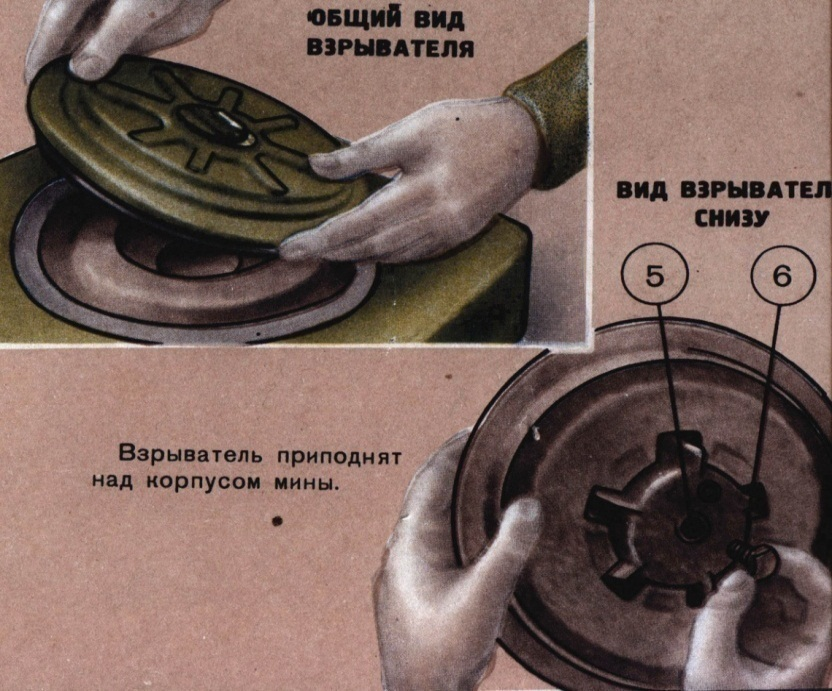 ОБЩИЙ ВИД
ВЗРЫВАТЕЛЯ
ВИД ВЗРЫВАТЕЛ
СНИЗУ
5 6
Взрыватель приподнят
над корпусом мины.